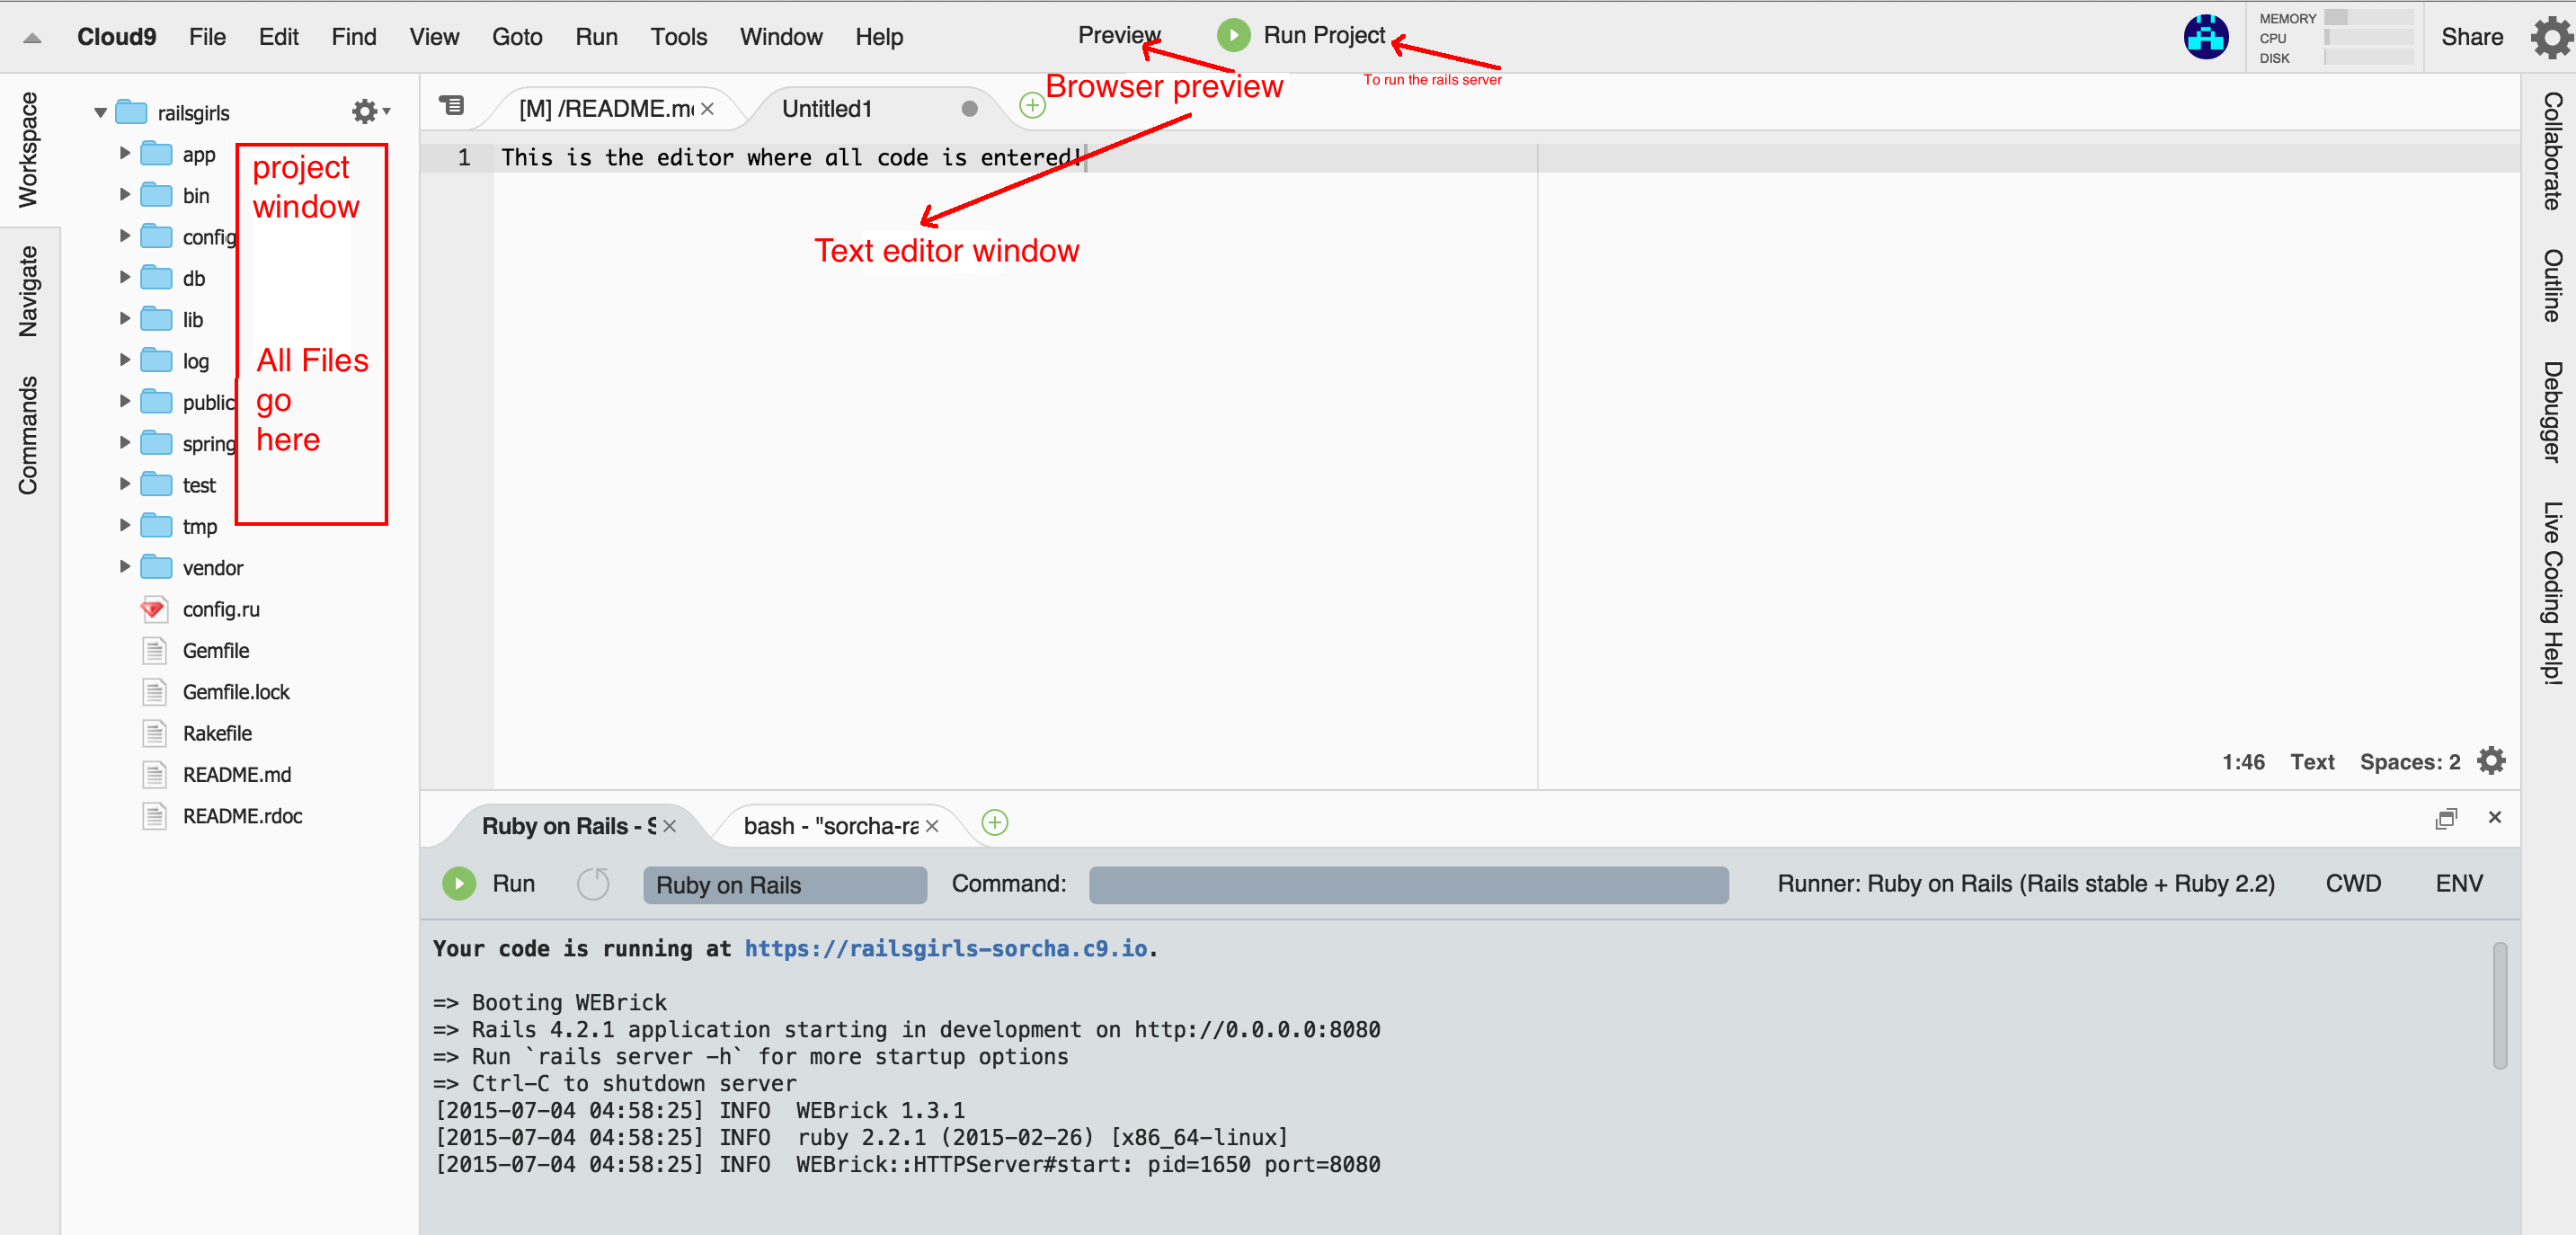 Cloud9 File Edit Find View Goto Run Tools Window Help Preview Run Project MEMORY CPU DISK Share
Browser preview
To run the rails server
Workspace
Navigate
Commands
railsgirls
app
bin
config
db
lib
log
public
spring
test
tmp
vendor
config.ru
Gemfile
Gemfile.lock
Rakefile
README.md
README.rdoc
project
window
All Files
go
here
[M] /README.m Untitled1
1 This is the editor where all code is entered!
Text editor window
1:46 Text Spaces: 2
Collaborate
Outline
Debugger
Live Coding Help!
Ruby on Rails - S bash - "sorcha-ra
Run Ruby on Rails Command: Runner: Ruby on Rails (Rails stable + Ruby 2.2) CWD ENV
Your code is running at https://railsgirls-sorcha.c9.io.
=> Booting WEBrick
=> Rails 4.2.1 application starting in development on http://0.0.0.0:8080
=> Run `rails server -h` for more startup options
=> Ctrl-C to shutdown server
[2015-07-04 04:58:25] INFO  WEBrick 1.3.1
[2015-07-04 04:58:25] INFO  ruby 2.2.1 (2015-02-26) [x86_64-linux]
[2015-07-04 04:58:25] INFO  WEBrick::HTTPServer#start: pid=1650 port=8080